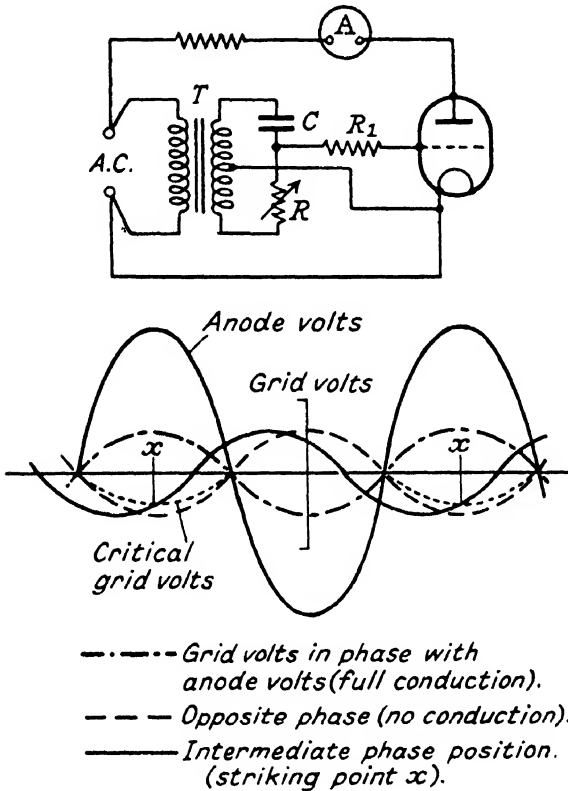 A
T
C
R1
A.C.
R
Anode volts
Grid volts
x
x
Critical
grid volts
Grid volts in phase with
anode volts (full conduction).
Opposite phase (no conduction).
Intermediate phase position.
(striking point x).